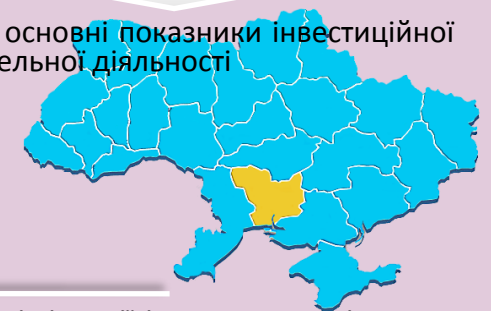 основні показники інвестиційної
ельної діяльності